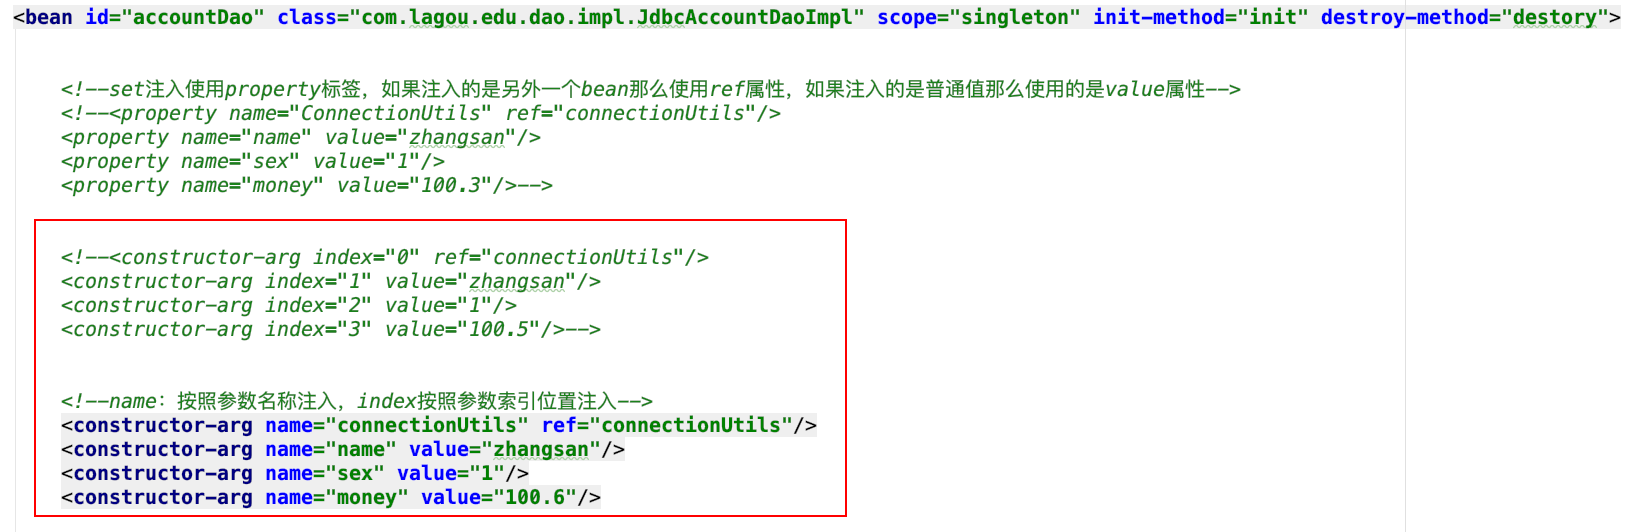 <bean id="accountDao" class="com.lagou.edu.dao.impl.JdbcAccountDaoImpl" scope="singleton" init-method="init" destroy-method="destory">
<!--set注入使用property标签，如果注入的是另外一个bean那么使用ref属性，如果注入的是普通值那么使用的是value属性-->
<!--<property name="ConnectionUtils" ref="connectionUtils"/>
<property name="name" value="zhangsan"/>
<property name="sex" value="1"/>
<property name="money" value="100.3"/>-->
<!--<constructor-arg index="0" ref="connectionUtils"/>
<constructor-arg index="1" value="zhangsan"/>
<constructor-arg index="2" value="1"/>
<constructor-arg index="3" value="100.5"/>-->
<!--name：按照参数名称注入，index按照参数索引位置注入-->
<constructor-arg name="connectionUtils" ref="connectionUtils"/>
<constructor-arg name="name" value="zhangsan"/>
<constructor-arg name="sex" value="1"/>
<constructor-arg name="money" value="100.6"/>